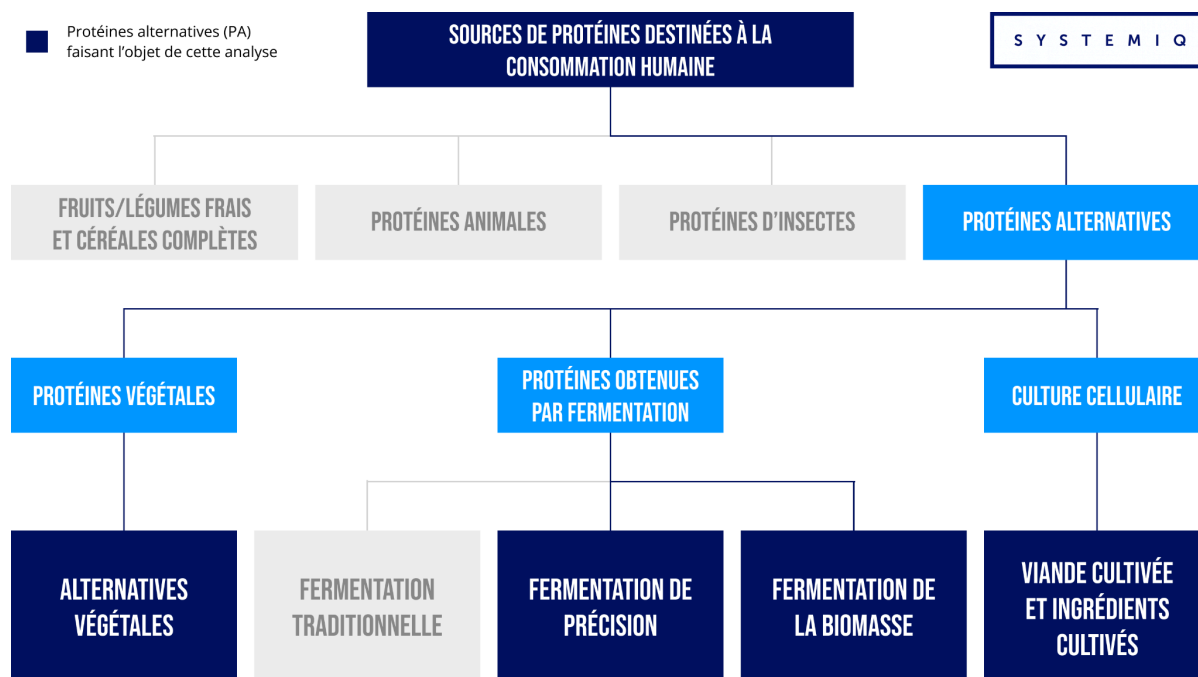 Protéines alternatives (PA)
faisant l’objet de cette analyse
SOURCES DE PROTÉINES DESTINÉES À LA
CONSOMMATION HUMAINE
SYSTEMIQ
FRUITS/LÉGUMES FRAIS
ET CÉRÉALES COMPLÈTES
PROTÉINES ANIMALES
PROTÉINES D’INSECTES
PROTÉINES ALTERNATIVES
PROTÉINES VÉGÉTALES
PROTÉINES OBTENUES
PAR FERMENTATION
CULTURE CELLULAIRE
ALTERNATIVES
VÉGÉTALES
FERMENTATION
TRADITIONNELLE
FERMENTATION DE
PRÉCISION
FERMENTATION DE
LA BIOMASSE
VIANDE CULTIVÉE
ET INGRÉDIENTS
CULTIVÉS